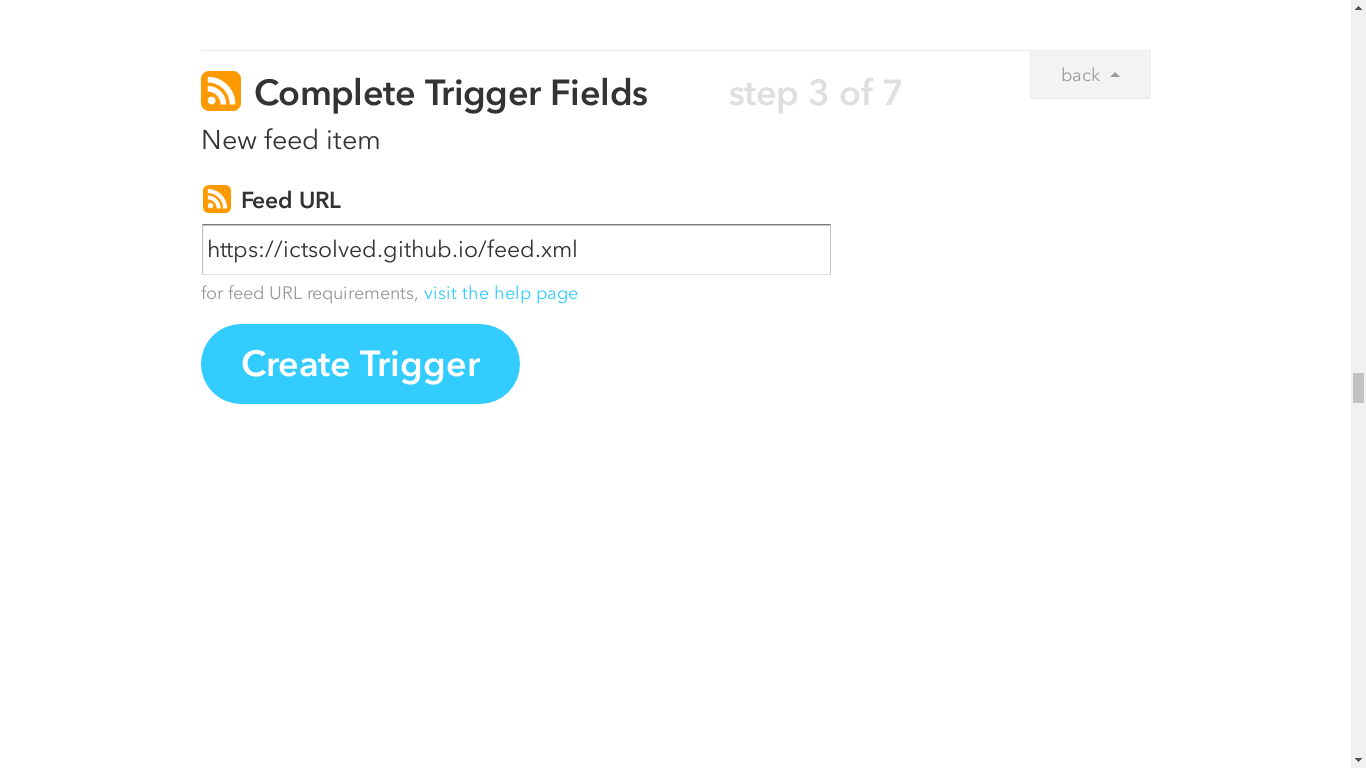 Complete Trigger Fields step 3 of 7 back
New feed item
Feed URL
https://ictsolved.github.io/feed.xml
for feed URL requirements, visit the help page
Create Trigger